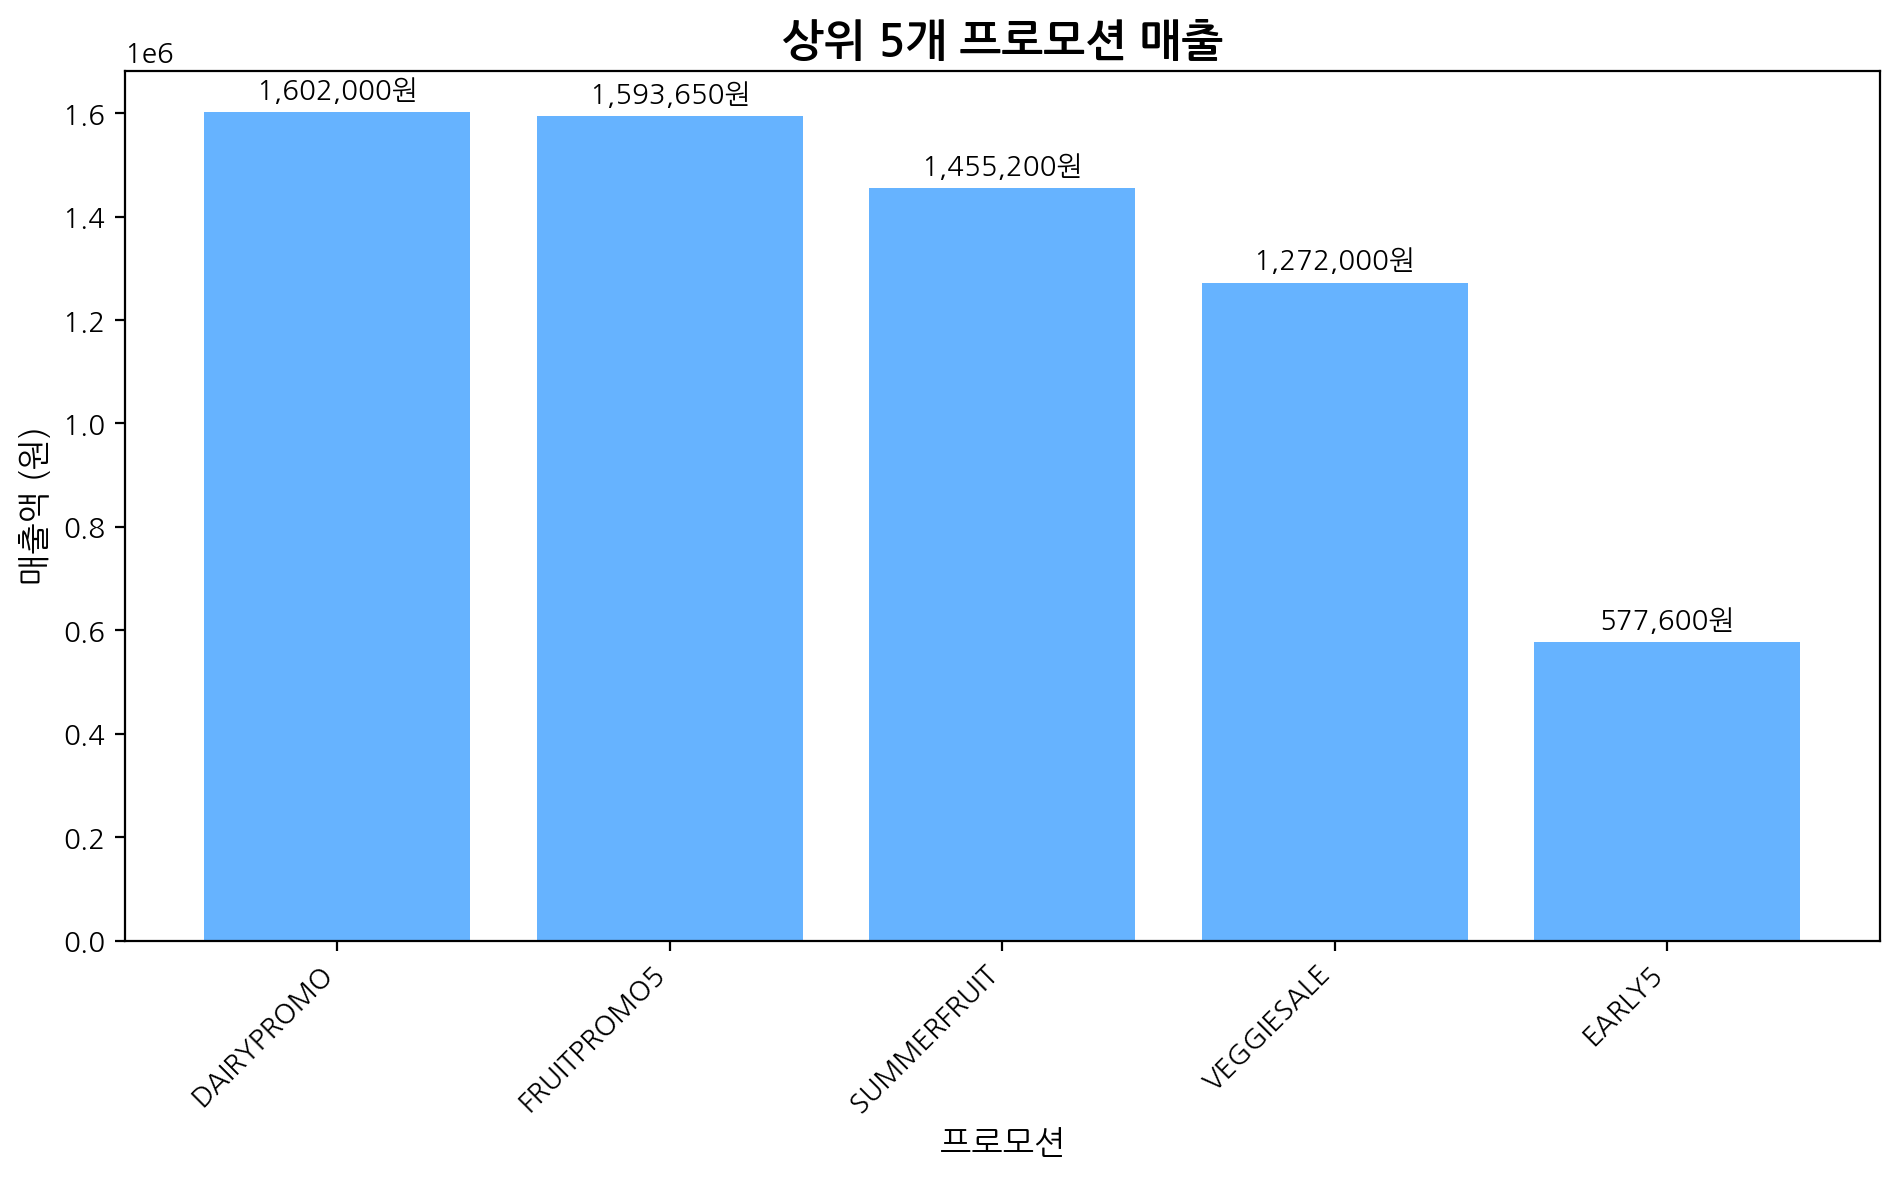 상위 5개 프로모션 매출
1e6
1,602,000원
1,593,650원
1,455,200원
1,272,000원
577,600원
1.6
1.4
1.2
1.0
0.8
0.6
0.4
0.2
0.0
매출액 (원)
DAIRYPROMO
FRUITPROMO5
SUMMERFRUIT
VEGGIESALE
EARLY5
프로모션